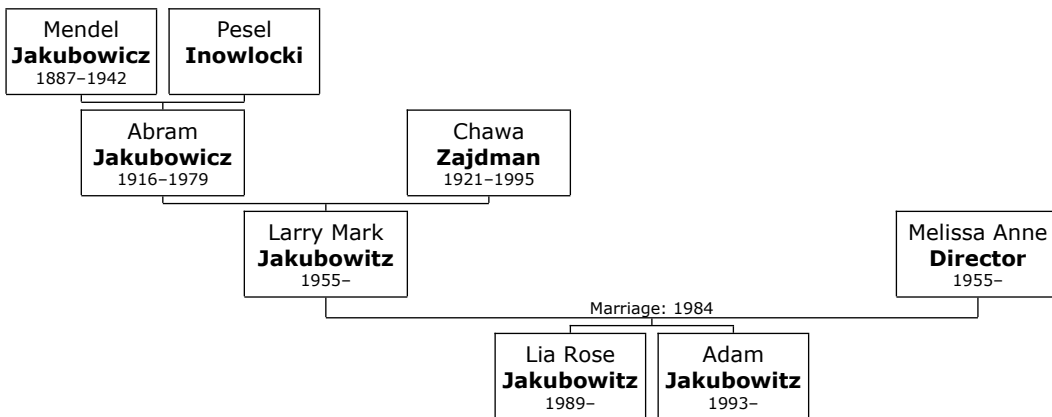 Mendel
Jakubowicz
1887–1942
Pesel
Inowlocki
Abram
Jakubowicz
1916–1979
Chawa
Zajdman
1921–1995
Larry Mark
Jakubowitz
1955–
Melissa Anne
Director
1955–
Marriage: 1984
Lia Rose
Jakubowitz
1989–
Adam
Jakubowitz
1993–